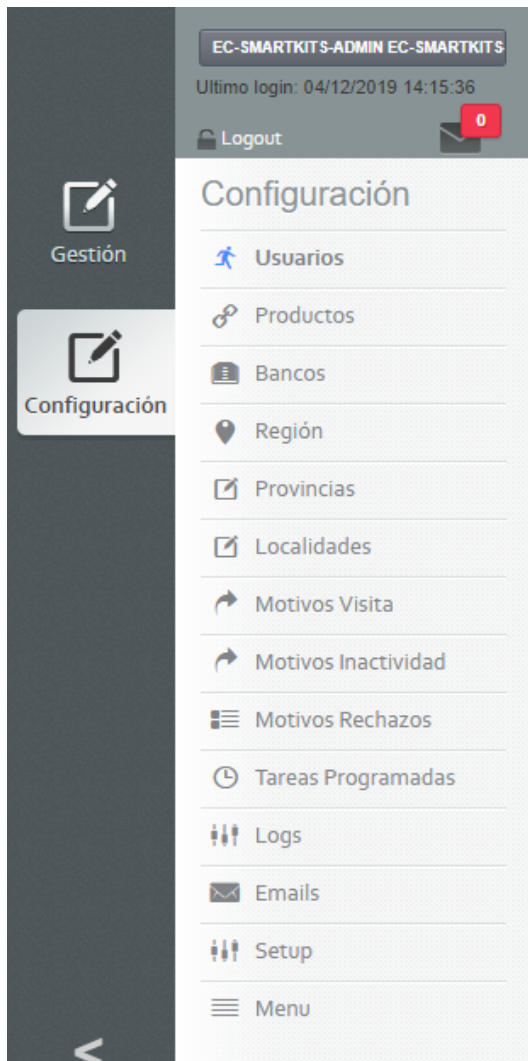 EC-SMARTKITS-ADMIN EC-SMARTKITS
Ultimo login: 04/12/2019 14:15:36
0
Logout
Gestión
Configuración
Configuración
Usuarios
Productos
Bancos
Región
Provincias
Localidades
Motivos Visita
Motivos Inactividad
Motivos Rechazos
Tareas Programadas
Logs
Emails
Setup
Menu
<